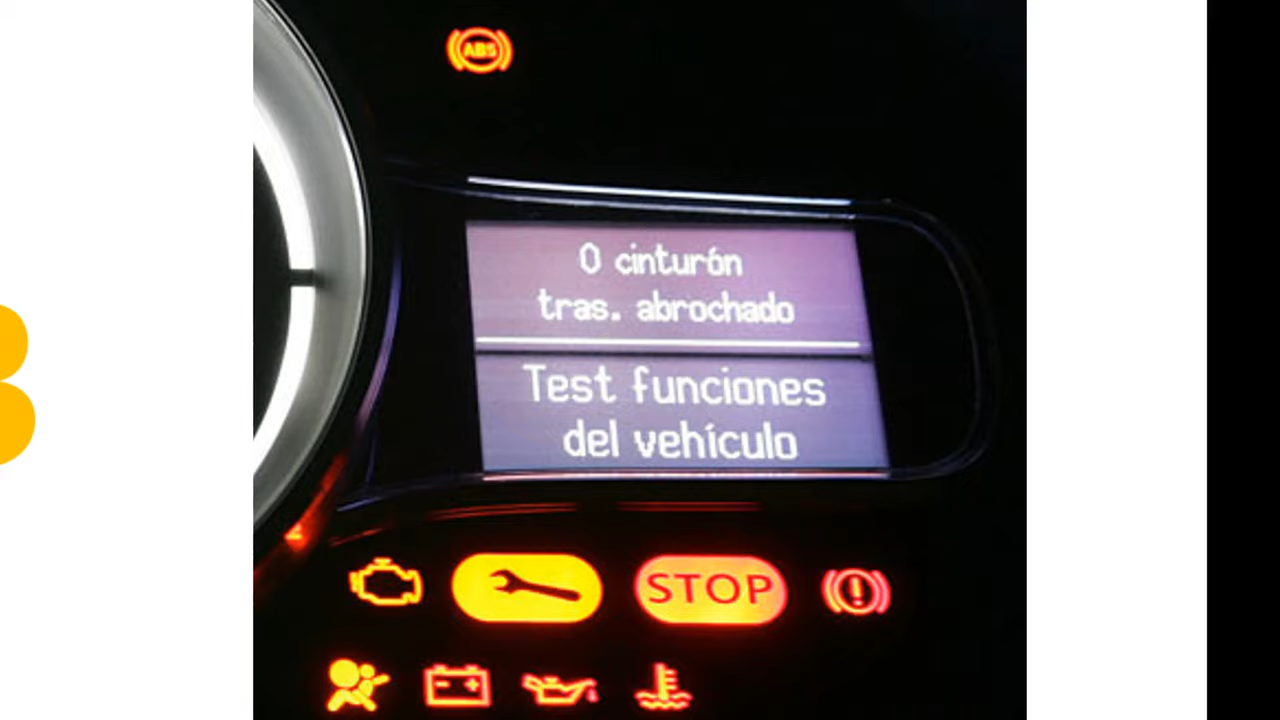 ABS
0 cinturón
tras. abrochado
Test funciones
del vehículo
STOP